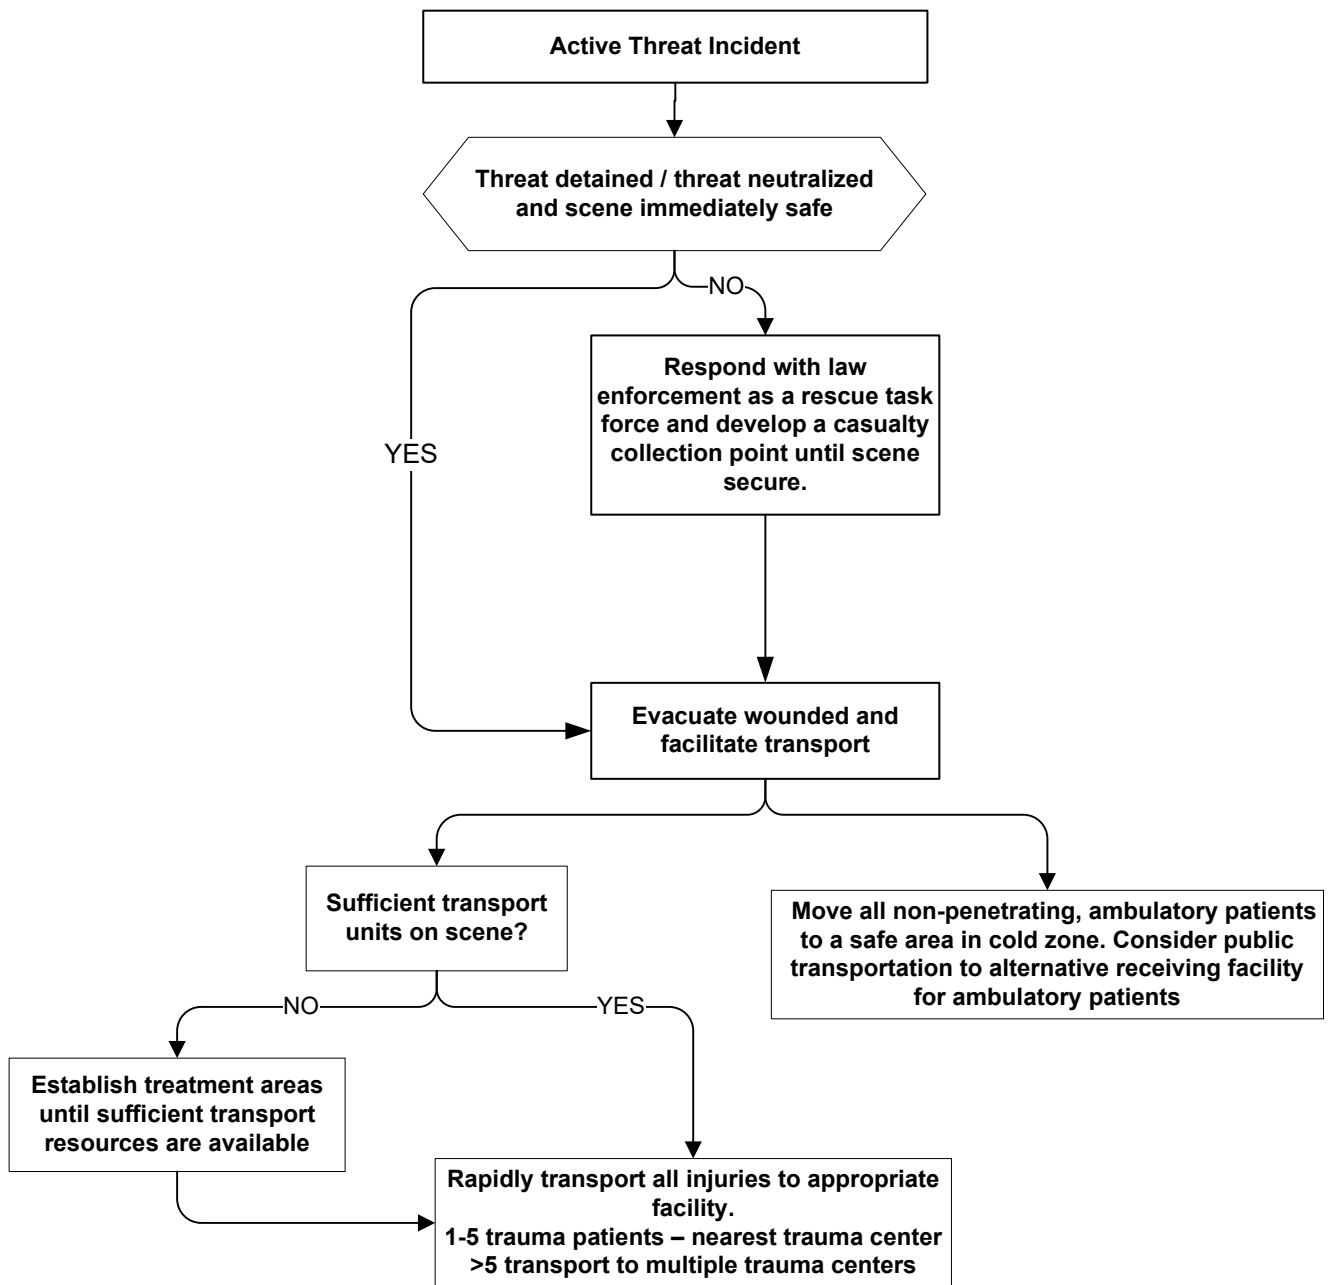 Active Threat Incident
Threat detained / threat neutralized
and scene immediately safe
NO
YES
Respond with law
enforcement as a rescue task
force and develop a casualty
collection point until scene
secure.
Evacuate wounded and
facilitate transport
Sufficient transport
units on scene?
Move all non-penetrating, ambulatory patients
to a safe area in cold zone. Consider public
transportation to alternative receiving facility
for ambulatory patients
NO
YES
Establish treatment areas
until sufficient transport
resources are available
Rapidly transport all injuries to appropriate
facility.
1-5 trauma patients – nearest trauma center
>5 transport to multiple trauma centers